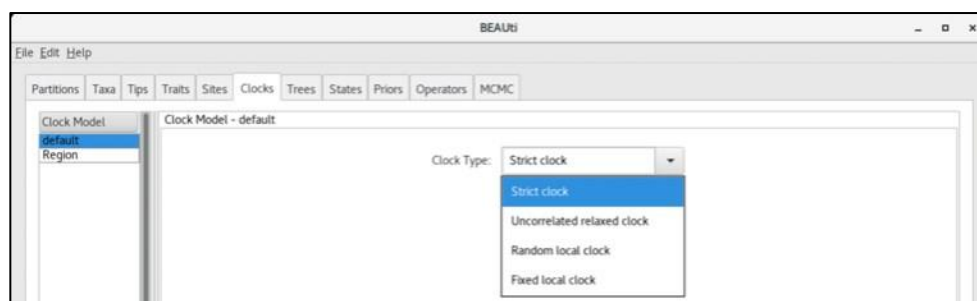 BEAUti
File Edit Help
Partitions Taxa Tips Traits Sites Clocks Trees States Priors Operators MCMC
Clock Model
Clock Model - default
default
Region
Clock Type: Strict clock
Strict clock
Uncorrelated relaxed clock
Random local clock
Fixed local clock